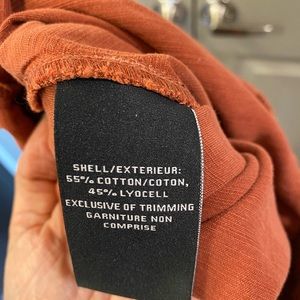 SHELL/EXTERIEUR:
55% COTTON/COTON,
45% LYOCELL
EXCLUSIVE OF TRIMMING
GARNITURE NON
COMPRISE